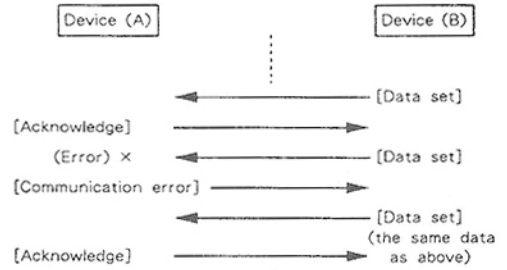 Device (A) Device (B)
[Data set]
[Acknowledge]
(Error) × [Data set]
[Communication error]
[Data set]
(the same data
[Acknowledge] as above)